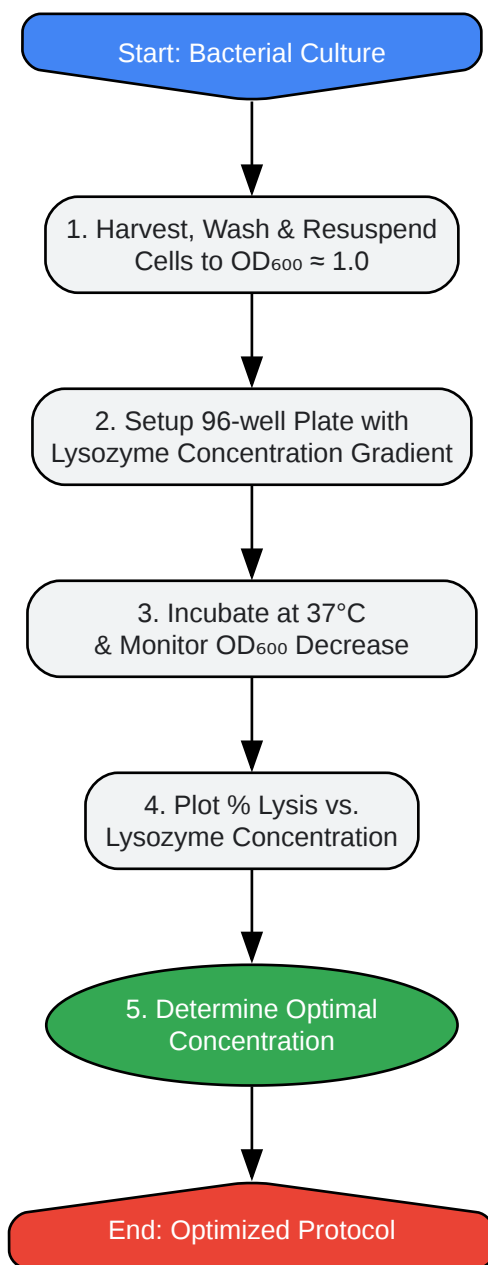 Start: Bacterial Culture
1. Harvest, Wash & Resuspend
Cells to OD₆₀₀ ≈ 1.0
2. Setup 96-well Plate with
Lysozyme Concentration Gradient
3. Incubate at 37°C
& Monitor OD₆₀₀ Decrease
4. Plot % Lysis vs.
Lysozyme Concentration
5. Determine Optimal
Concentration
End: Optimized Protocol